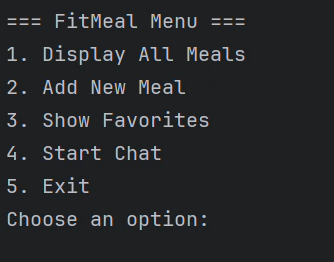 === FitMeal Menu ===
1. Display All Meals
2. Add New Meal
3. Show Favorites
4. Start Chat
5. Exit
Choose an option: